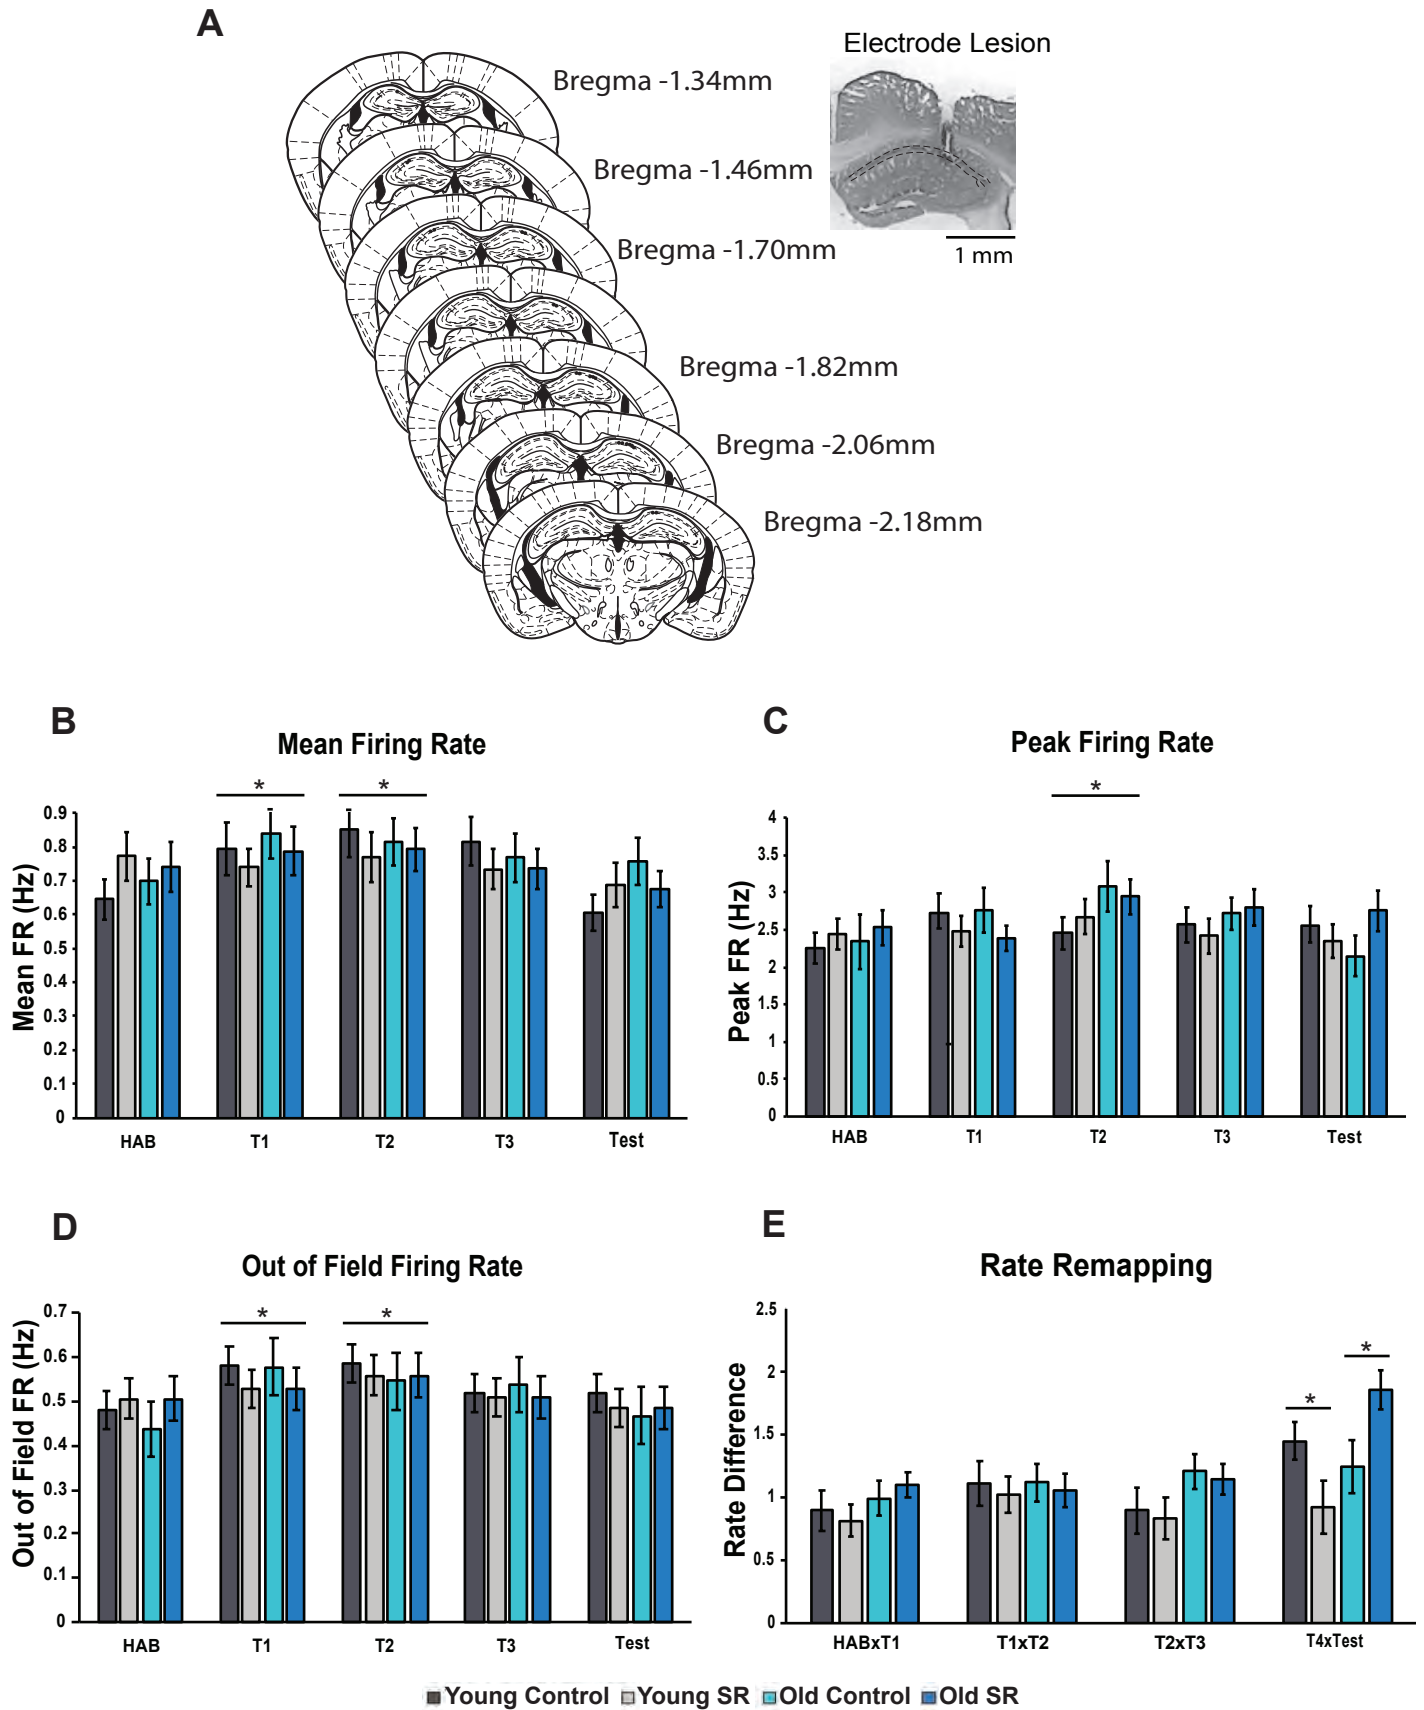 A
Electrode Lesion
Bregma -1.34mm
Bregma -1.46mm
Bregma -1.70mm
1 mm
Bregma -1.82mm
Bregma -2.06mm
Bregma -2.18mm
B
Mean Firing Rate
* *
Mean FR (Hz)
0.9
0.8
0.7
0.6
0.5
0.4
0.3
0.2
0.1
0
HAB T1 T2 T3 Test
C
Peak Firing Rate
*
Peak FR (Hz)
4
3.5
3
2.5
2
1.5
1
0.5
0
HAB T1 T2 T3 Test
D
Out of Field Firing Rate
* *
Out of Field FR (Hz)
0.7
0.6
0.5
0.4
0.3
0.2
0.1
0
HAB T1 T2 T3 Test
E
Rate Remapping
* *
Rate Difference
2.5
2
1.5
1
0.5
0
HABxT1 T1xT2 T2xT3 T4xTest
Young Control Young SR Old Control Old SR